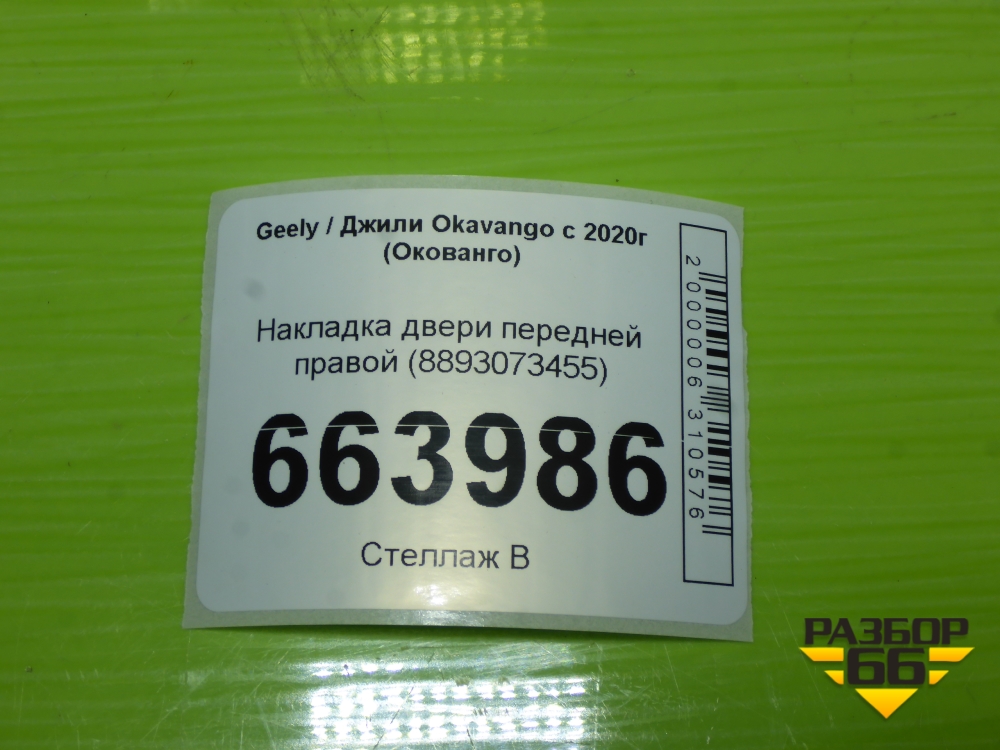 Geely / Джили Okavango с 2020г
(Окованго)
Накладка двери передней
правой (8893073455)
663986
Стеллаж В
2000006310576
РАЗБОР
66